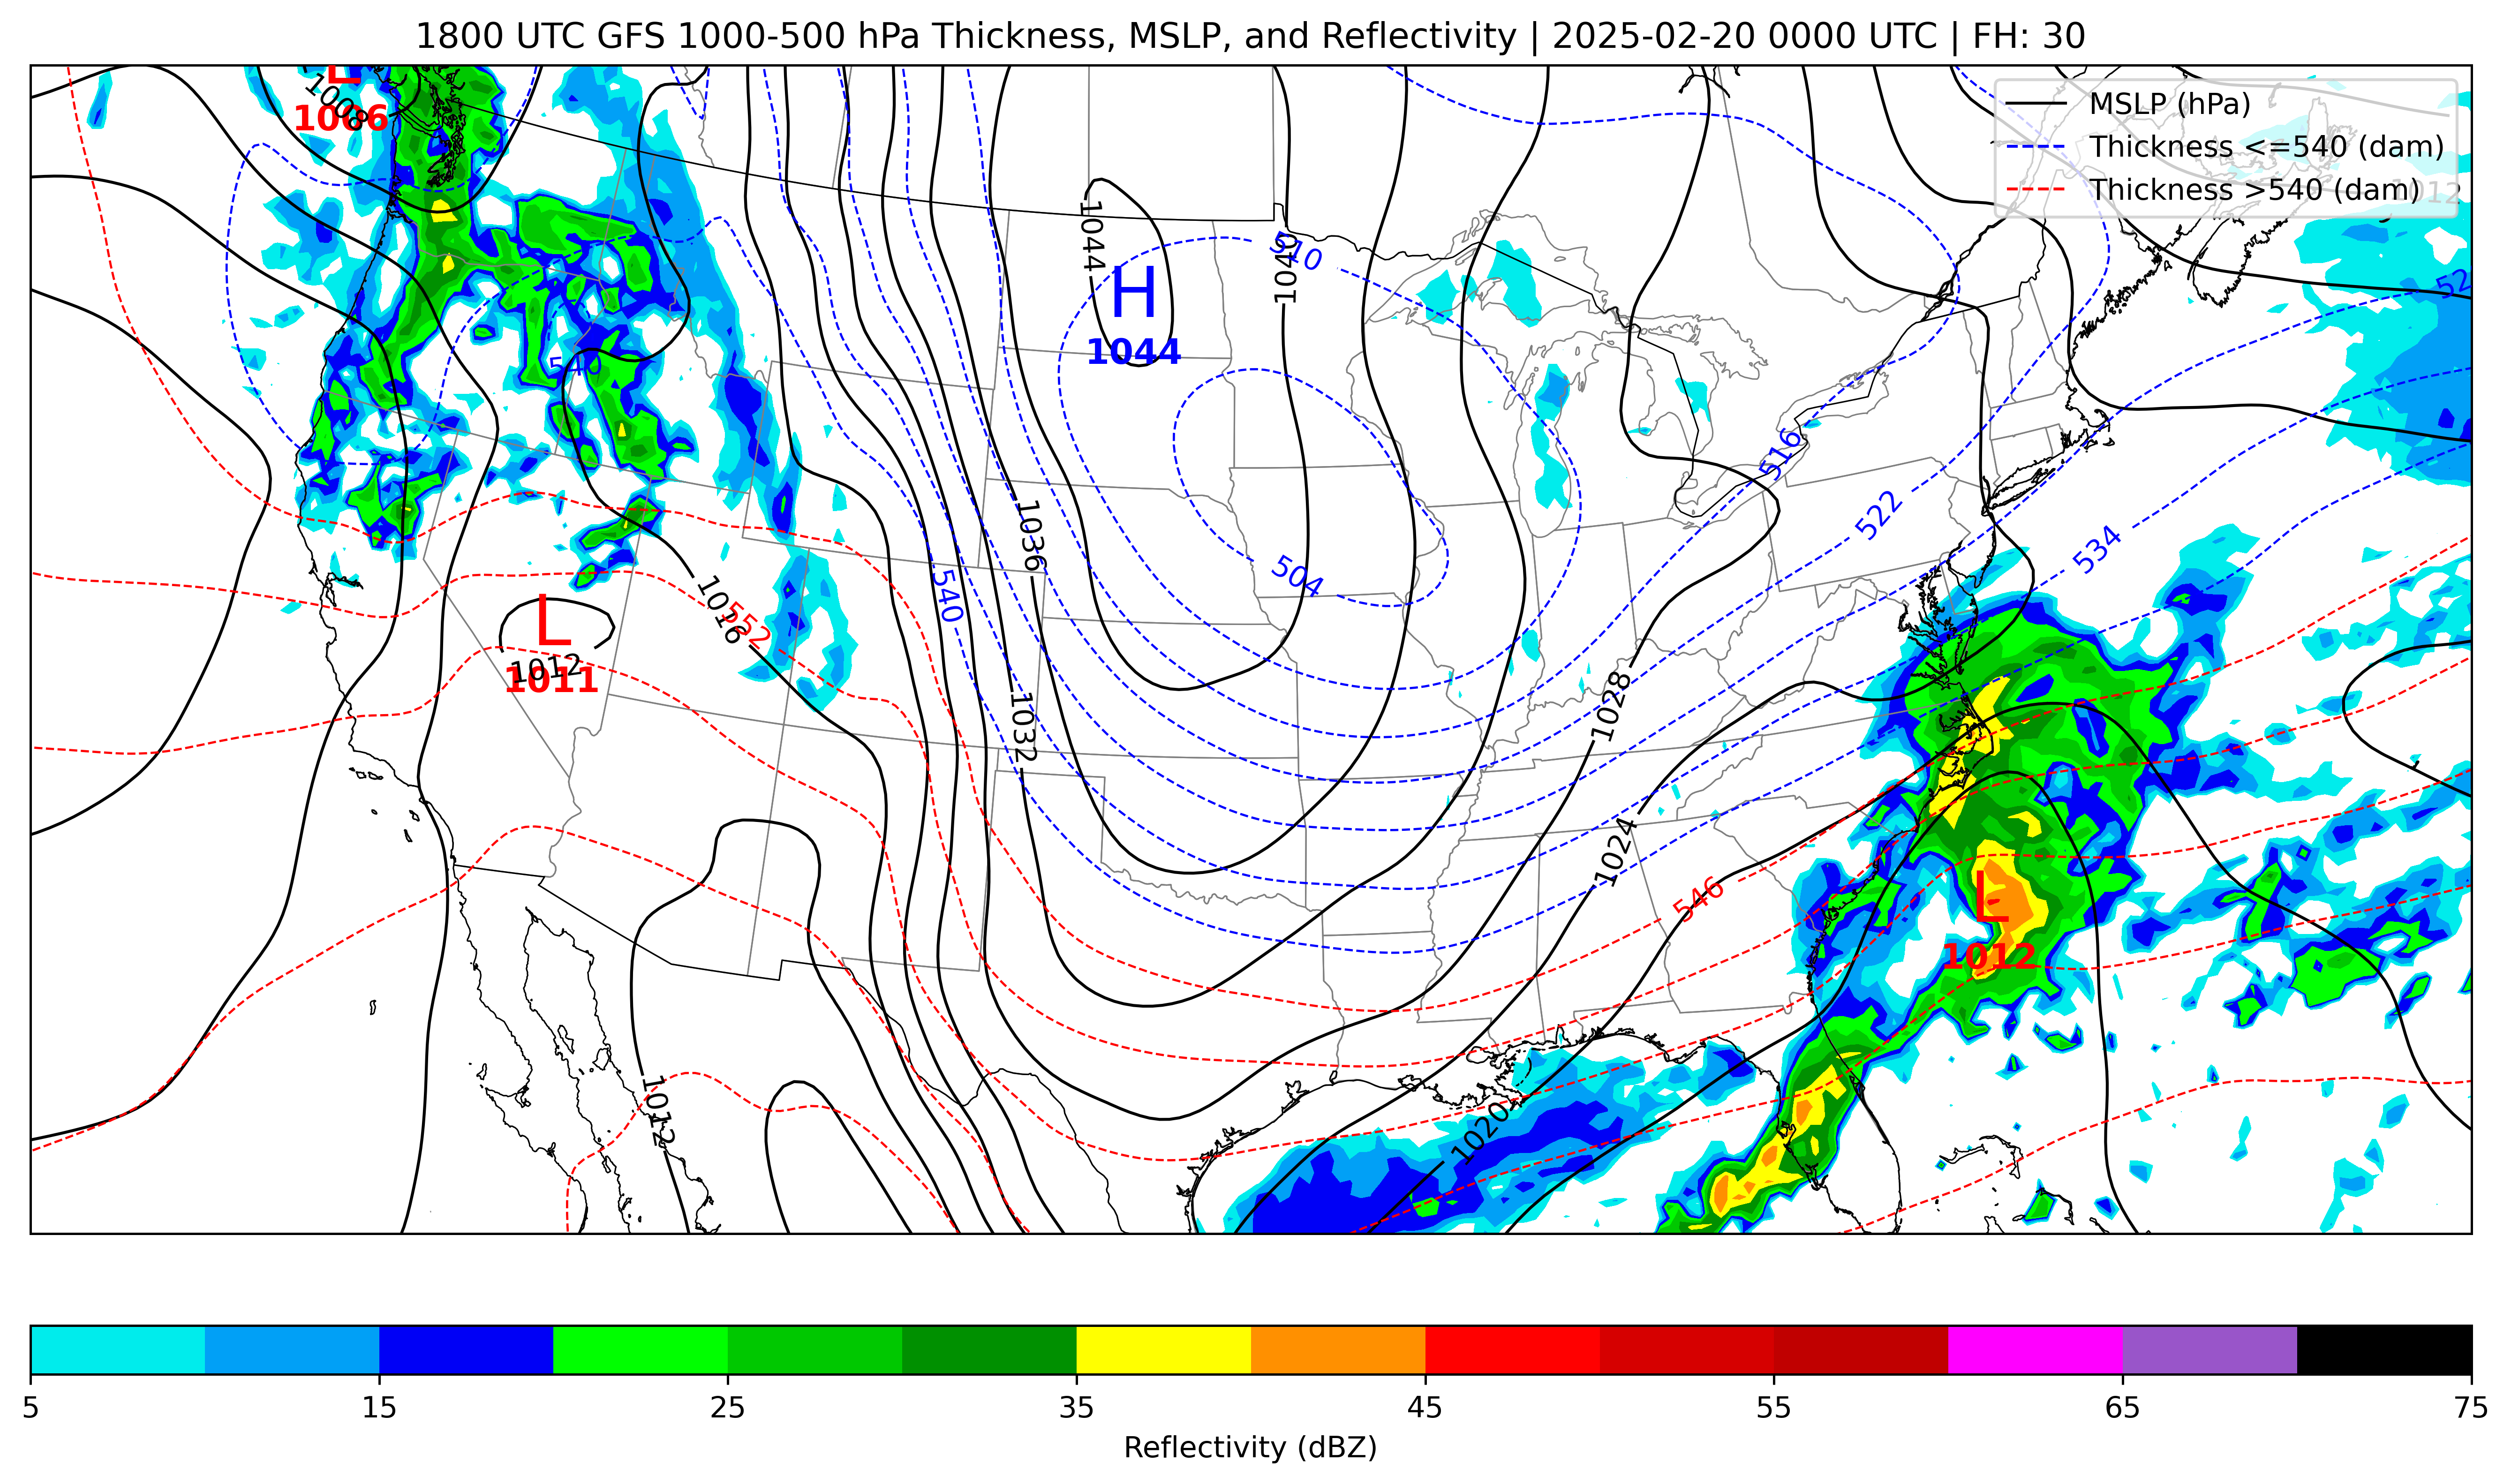 1800 UTC GFS 1000-500 hPa Thickness, MSLP, and Reflectivity | 2025-02-20 0000 UTC | FH: 30
MSLP (hPa)
Thickness <=540 (dam)
Thickness >540 (dam)
L
1008
1006
1012
1044
H
1044
510
1040
52
540
516
522
534
1036
504
540
L
1012
1011
1016
552
1032
1028
1024
546
L
1012
1012
1020
5 15 25 35 45 55 65 75
Reflectivity (dBZ)